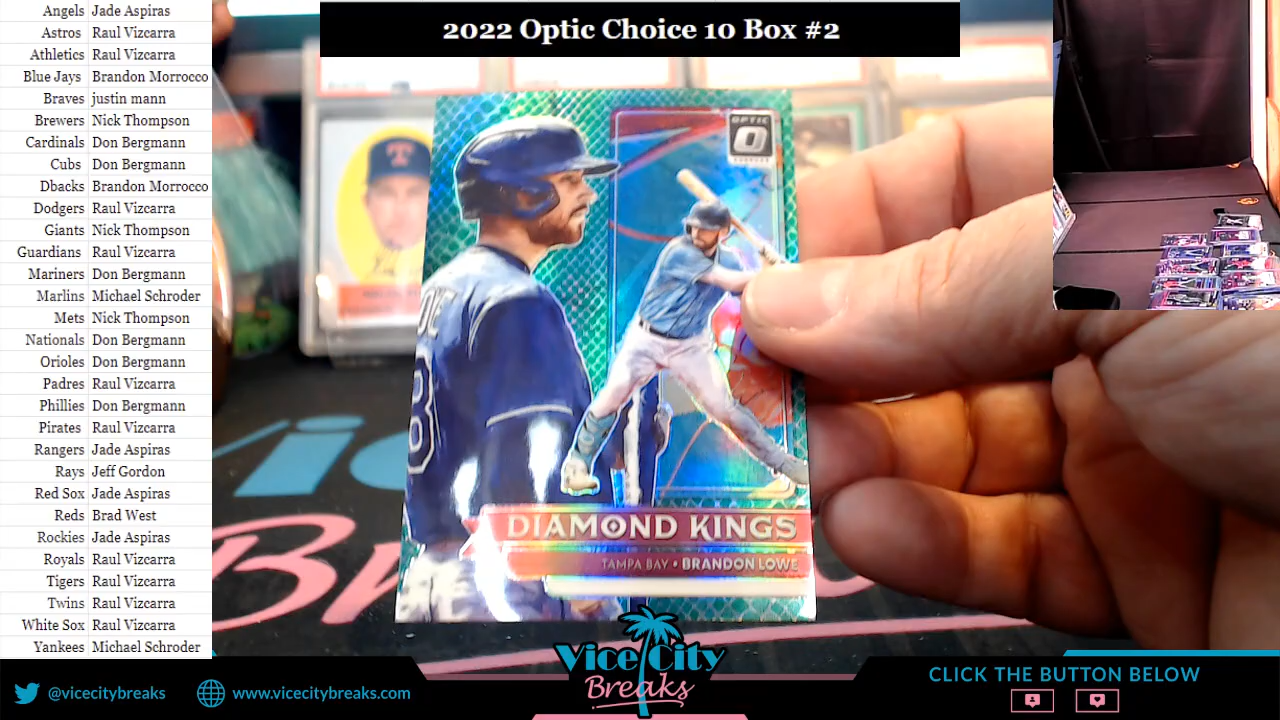 2022 Optic Choice 10 Box #2
Angels Jade Aspiras
Astros Raul Vizcarra
Athletics Raul Vizcarra
Blue Jays Brandon Morrocco
Braves justin mann
Brewers Nick Thompson
Cardinals Don Bergmann
Cubs Don Bergmann
Dbacks Brandon Morrocco
Dodgers Raul Vizcarra
Giants Nick Thompson
Guardians Raul Vizcarra
Mariners Don Bergmann
Marlins Michael Schroder
Mets Nick Thompson
Nationals Don Bergmann
Orioles Don Bergmann
Padres Raul Vizcarra
Phillies Don Bergmann
Pirates Raul Vizcarra
Rangers Jade Aspiras
Rays Jeff Gordon
Red Sox Jade Aspiras
Reds Brad West
Rockies Jade Aspiras
Royals Raul Vizcarra
Tigers Raul Vizcarra
Twins Raul Vizcarra
White Sox Raul Vizcarra
Yankees Michael Schroder
OPTIC
T
8
DIAMOND KINGS
TAMPA BAY • BRANDON LOWE
Vice City
Breaks
@vicecitybreaks
www.vicecitybreaks.com
CLICK THE BUTTON BELOW